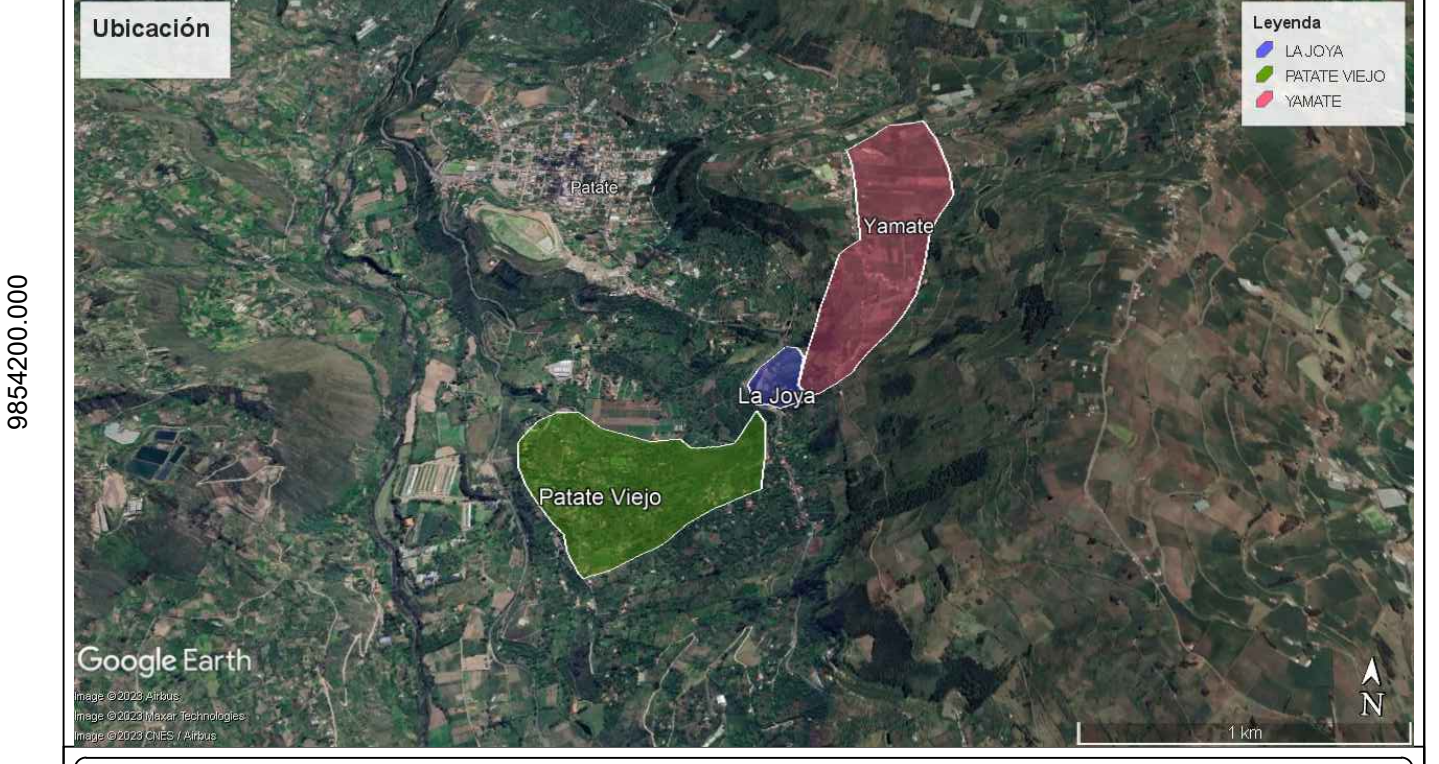 Ubicación
Leyenda
LA JOYA
PATATE VIEJO
YAMATE
Patate
Yamate
La Joya
Patate Viejo
9854200.000
Google Earth
Image © 2023 Airbus
Image © 2023 Maxar Technologies
Image © 2023 CNES / Airbus
N
1 km